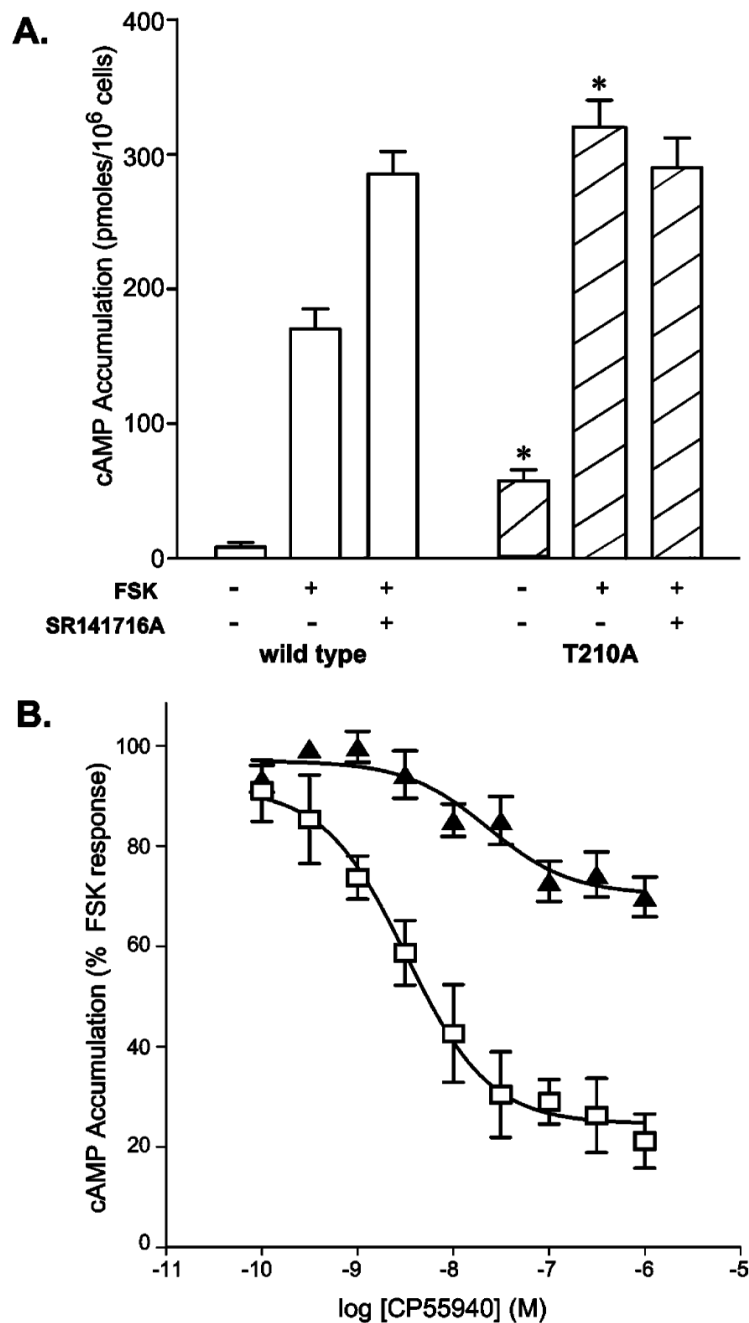 A.
cAMP Accumulation (pmoles/10⁶ cells)
400
300
200
100
0
*
*
FSK - + + - + +
SR141716A - - + - - +
wild type T210A
B.
cAMP Accumulation (% FSK response)
100
80
60
40
20
0
-11 -10 -9 -8 -7 -6 -5
log [CP55940] (M)